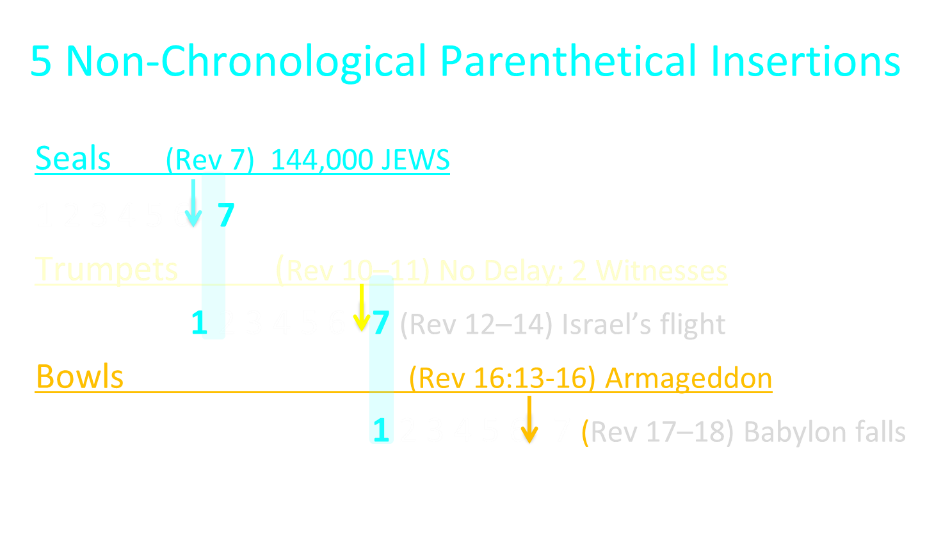 5 Non-Chronological Parenthetical Insertions
Seals (Rev 7) 144,000 JEWS
7
Trumpets (Rev 10–11) No Delay; 2 Witnesses
1 7 (Rev 12–14) Israel’s flight
Bowls (Rev 16:13-16) Armageddon
1 (Rev 17–18) Babylon falls